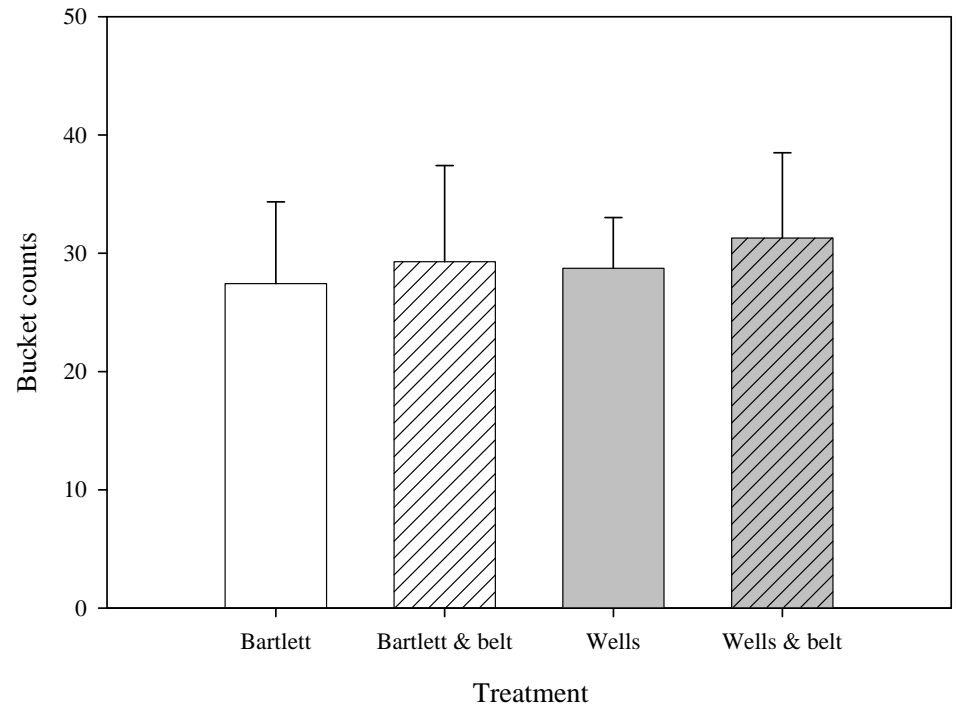 50
40
30
20
10
0
Bucket counts
Bartlett
Bartlett & belt
Wells
Wells & belt
Treatment